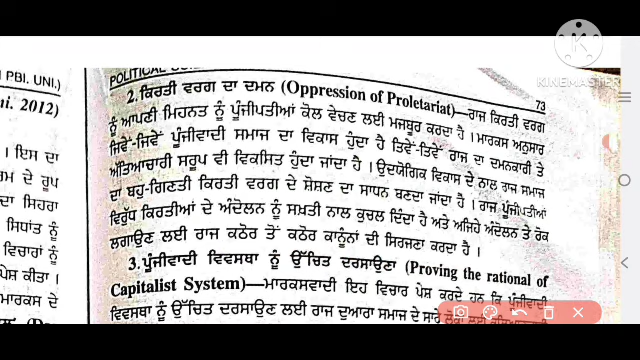 POLITICAL
73
2. ਕਿਰਤੀ ਵਰਗ ਦਾ ਦਮਨ (Oppression of Proletariat)—ਰਾਜ ਕਿਰਤੀ ਵਰਗ
ਨੂੰ ਆਪਣੀ ਮਿਹਨਤ ਨੂੰ ਪੂੰਜੀਪਤੀਆਂ ਕੋਲ ਵੇਚਣ ਲਈ ਮਜਬੂਰ ਕਰਦਾ ਹੈ। ਮਾਰਕਸ ਅਨੁਸਾਰ
ਜਿਵੇਂ-ਜਿਵੇਂ ਪੂੰਜੀਵਾਦੀ ਸਮਾਜ ਦਾ ਵਿਕਾਸ ਹੁੰਦਾ ਹੈ ਤਿਵੇਂ-ਤਿਵੇਂ ਰਾਜ ਦਾ ਦਮਨਕਾਰੀ ਤੇ
ਅੱਤਿਆਚਾਰੀ ਸਰੂਪ ਵੀ ਵਿਕਸਿਤ ਹੁੰਦਾ ਜਾਂਦਾ ਹੈ। ਉਦਯੋਗਿਕ ਵਿਕਾਸ ਦੇ ਨਾਲ ਰਾਜ ਸਮਾਜ
ਦਾ ਬਹੁ-ਗਿਣਤੀ ਕਿਰਤੀ ਵਰਗ ਦੇ ਸ਼ੋਸ਼ਣ ਦਾ ਸਾਧਨ ਬਣਦਾ ਜਾਂਦਾ ਹੈ। ਰਾਜ ਪੂੰਜੀਪਤੀਆਂ
ਵਿਰੁੱਧ ਕਿਰਤੀਆਂ ਦੇ ਅੰਦੋਲਨ ਨੂੰ ਸਖ਼ਤੀ ਨਾਲ ਕੁਚਲ ਦਿੰਦਾ ਹੈ ਅਤੇ ਅਜਿਹੇ ਅੰਦੋਲਨ ਤੇ ਰੋਕ
ਲਗਾਉਣ ਲਈ ਰਾਜ ਕਠੋਰ ਤੋਂ ਕਠੋਰ ਕਾਨੂੰਨਾਂ ਦੀ ਸਿਰਜਣਾ ਕਰਦਾ ਹੈ।
3. ਪੂੰਜੀਵਾਦੀ ਵਿਵਸਥਾ ਨੂੰ ਉੱਚਿਤ ਦਰਸਾਉਣਾ (Proving the rational of
Capitalist System)—ਮਾਰਕਸਵਾਦੀ ਇਹ ਵਿਚਾਰ ਪੇਸ਼ ਕਰਦੇ ਹਨ ਕਿ ਪੂੰਜੀਵਾਦੀ
ਵਿਵਸਥਾ ਨੂੰ ਉੱਚਿਤ ਦਰਸਾਉਣ ਲਈ ਰਾਜ ਦੁਆਰਾ ਸਮਾਜ ਦੇ ਸਾਰੇ ਲੋਕਾਂ ਲਈ
PBI. UNI.)
2012)
। ਇਸ ਦਾ
ਦੇ ਰੂਪ
ਦਾ ਸਿਹਰਾ
ਸਿਧਾਂਤ ਨੂੰ
ਵਿਚਾਰਾਂ ਨੂੰ
ਪੇਸ਼ ਕੀਤਾ।
ਮਾਰਕਸ ਦੇ
KINEMASTER